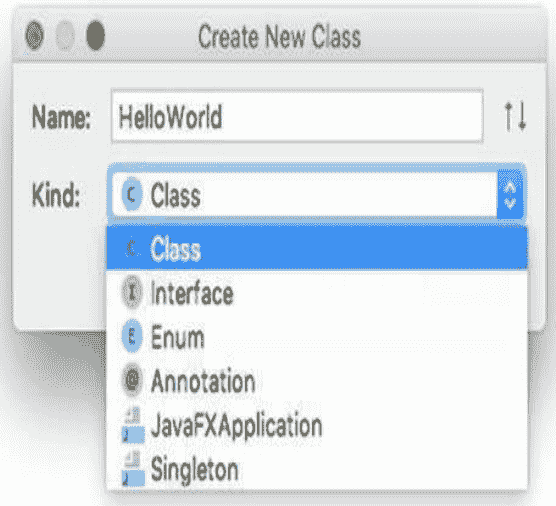 Create New Class
Name: HelloWorld
Kind: C Class
C Class
I Interface
E Enum
@ Annotation
JavaFXApplication
Singleton